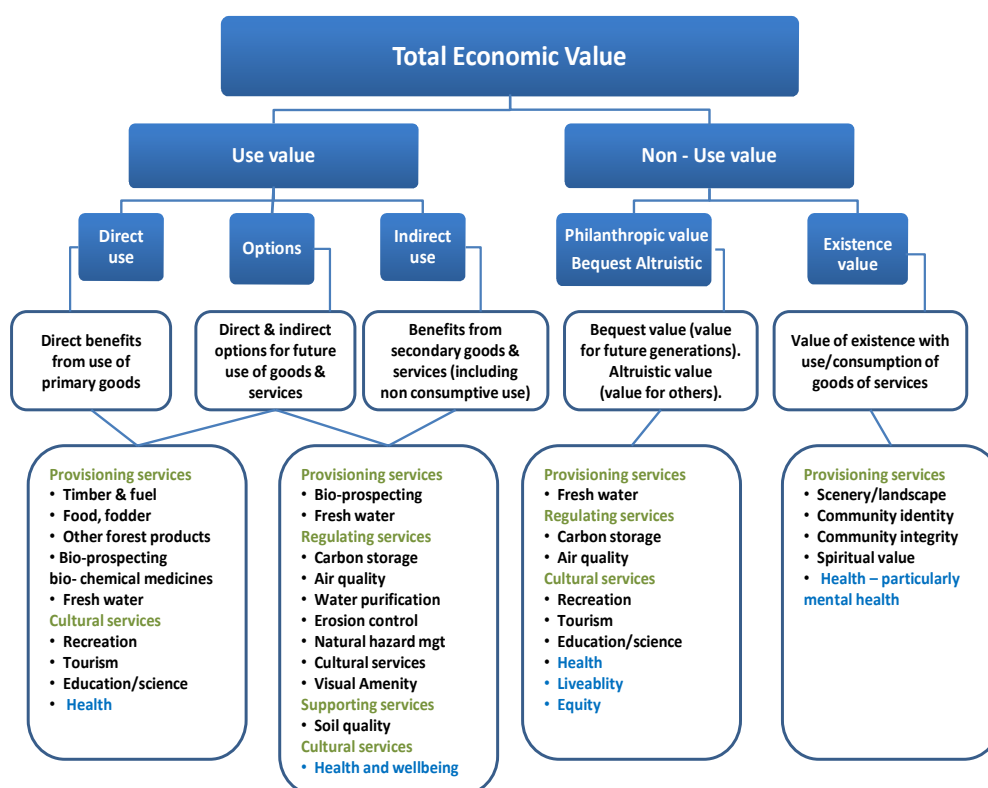 Total Economic Value
Use value
Non - Use value
Direct
use
Options
Indirect
use
Philanthropic value
Bequest Altruistic
Existence
value
Direct benefits
from use of
primary goods
Direct & indirect
options for future
use of goods &
services
Benefits from
secondary goods &
services (including
non consumptive use)
Bequest value (value
for future generations).
Altruistic value
(value for others).
Value of existence with
use/consumption of
goods of services
Provisioning services
• Timber & fuel
• Food, fodder
• Other forest products
• Bio-prospecting
bio- chemical medicines
• Fresh water
Cultural services
• Recreation
• Tourism
• Education/science
• Health
Provisioning services
• Bio-prospecting
• Fresh water
Regulating services
• Carbon storage
• Air quality
• Water purification
• Erosion control
• Natural hazard mgt
• Cultural services
• Visual Amenity
Supporting services
• Soil quality
Cultural services
• Health and wellbeing
Provisioning services
• Fresh water
Regulating services
• Carbon storage
• Air quality
Cultural services
• Recreation
• Tourism
• Education/science
• Health
• Liveablity
• Equity
Provisioning services
• Scenery/landscape
• Community identity
• Community integrity
• Spiritual value
• Health – particularly
mental health